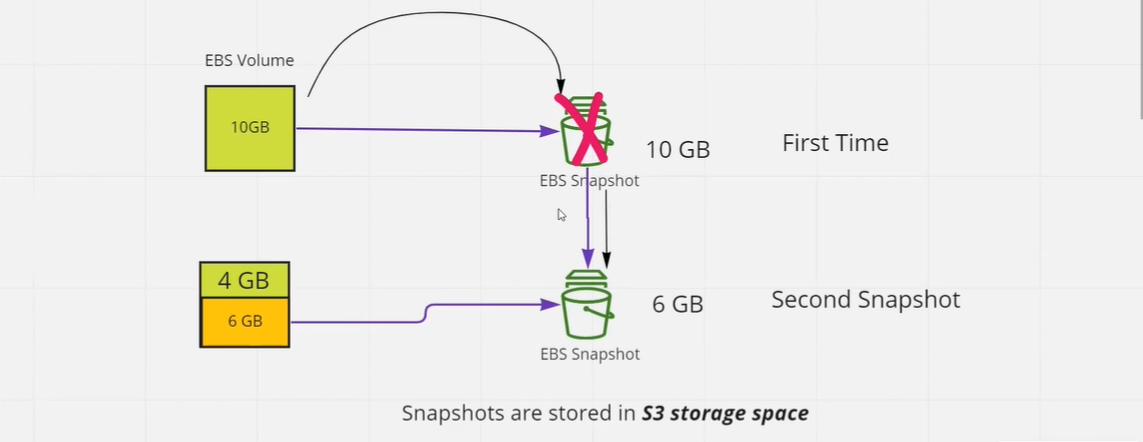 EBS Volume
10GB
EBS Snapshot
10 GB
First Time
4 GB
6 GB
EBS Snapshot
6 GB
Second Snapshot
Snapshots are stored in S3 storage space